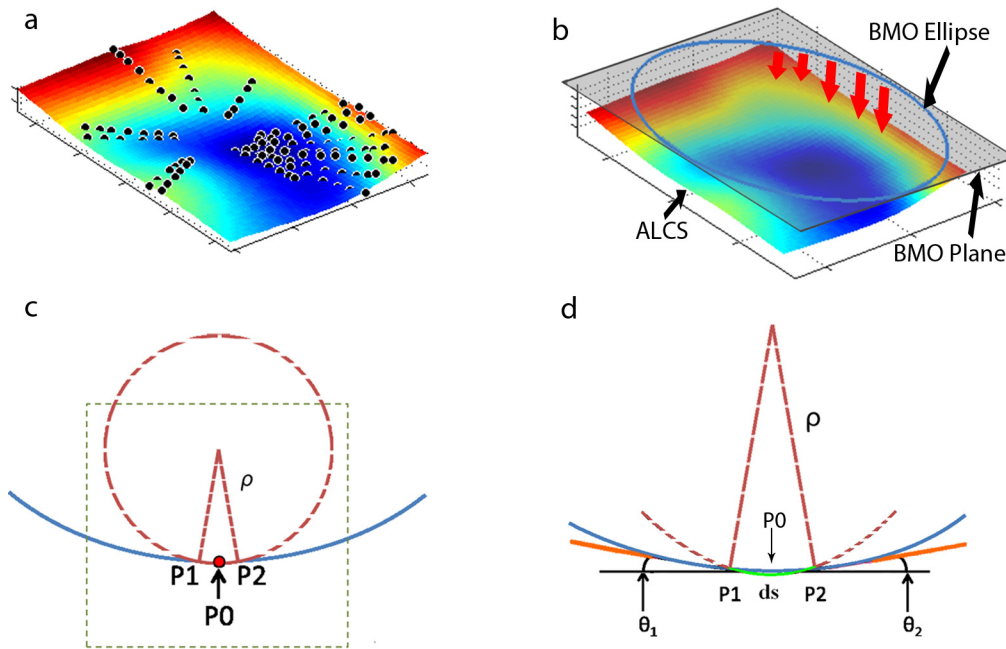 a
b
BMO Ellipse
ALCS
BMO Plane
c
d
ρ
P1
P2
P0
ρ
P0
P1
ds
P2
θ1
θ2